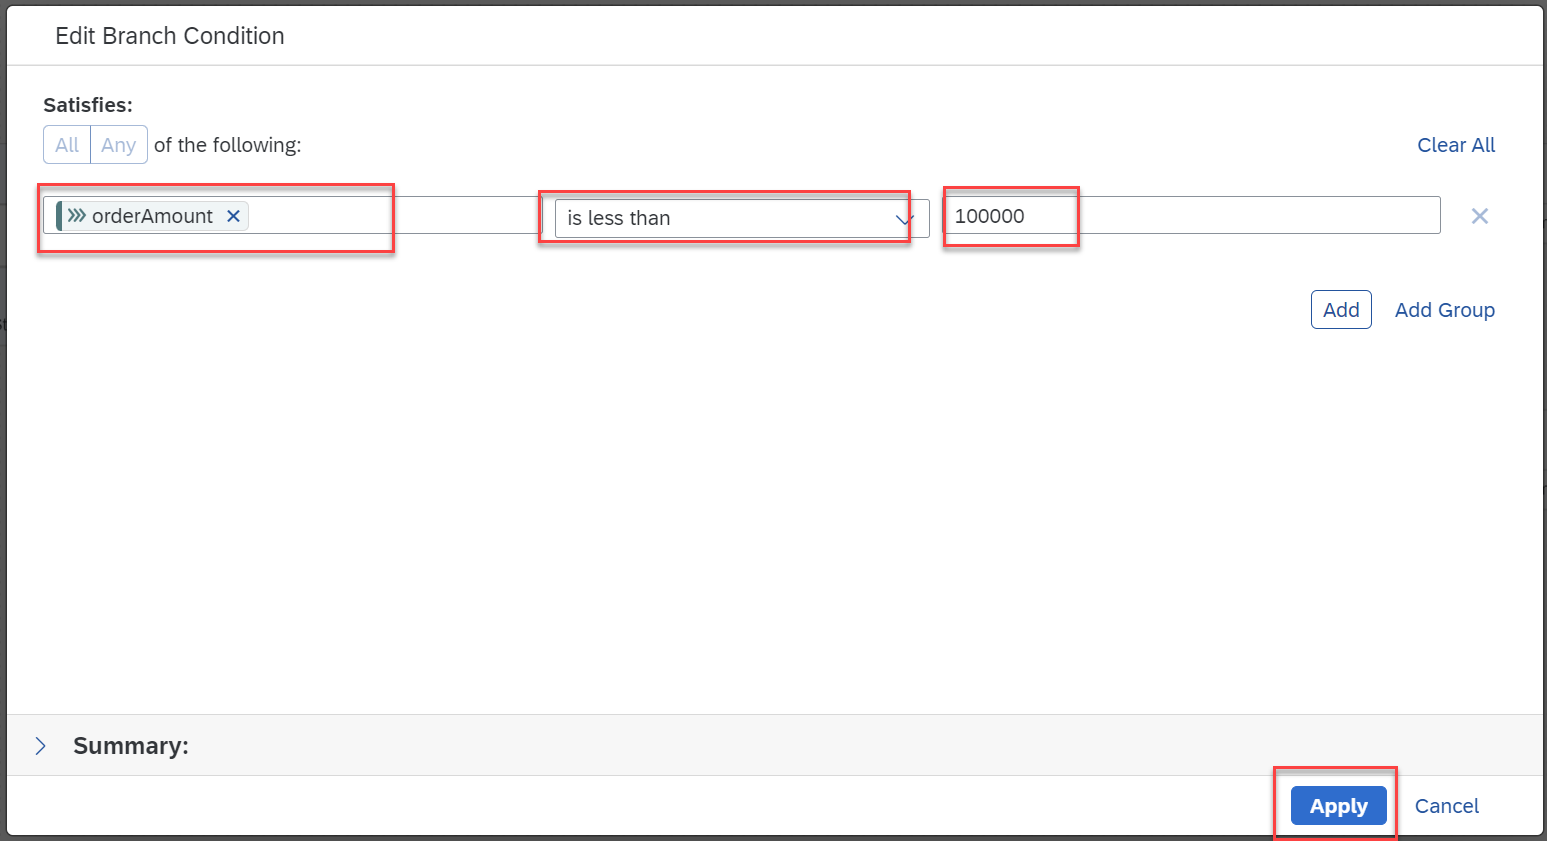 Edit Branch Condition
Satisfies:
All Any of the following: Clear All
orderAmount is less than 100000
Add Add Group
Summary:
Apply Cancel